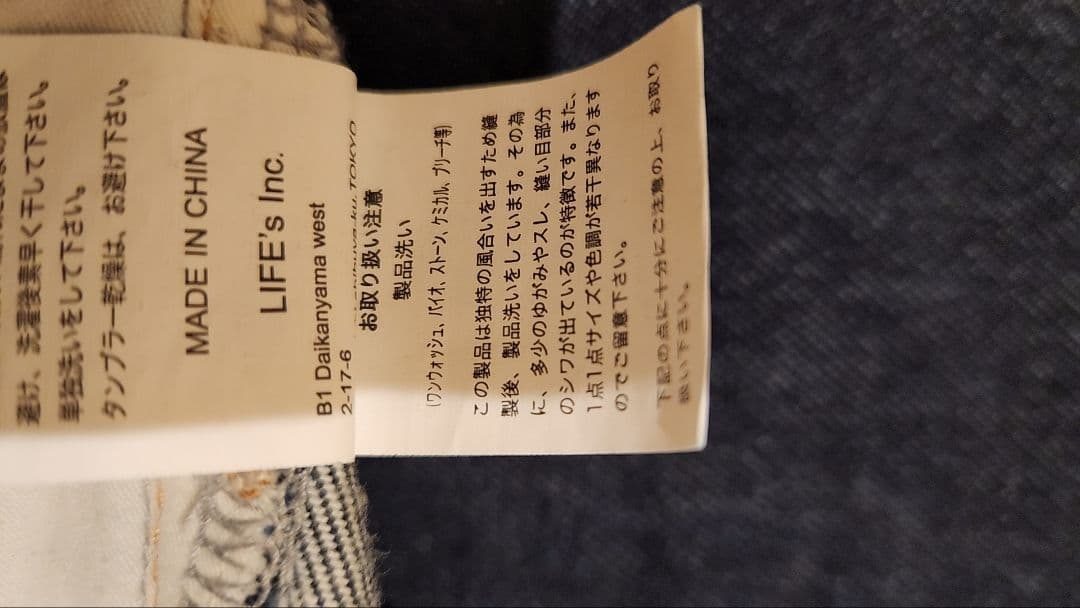 避け、洗濯後素早く干して下さい。
単独洗いをして下さい。
タンブラー乾燥は、お避け下さい。
MADE IN CHINA
LIFE's Inc.
B1 Daikanyama west
2-17-6
TOKYO
お取り扱い注意
製品洗い
(ワンウォッシュ、バイオ、ストーン、ケミカル、ブリーチ等)
この製品は独特の風合いを出すため縫
製後、製品洗いをしています。その為
に、多少のゆがみやスレ、縫い目部分
のシワが出ているのが特徴です。また、
1点1点サイズや色調が若干異なります
のでご留意下さい。
下記の点に十分にご注意の上、お取り
扱い下さい。